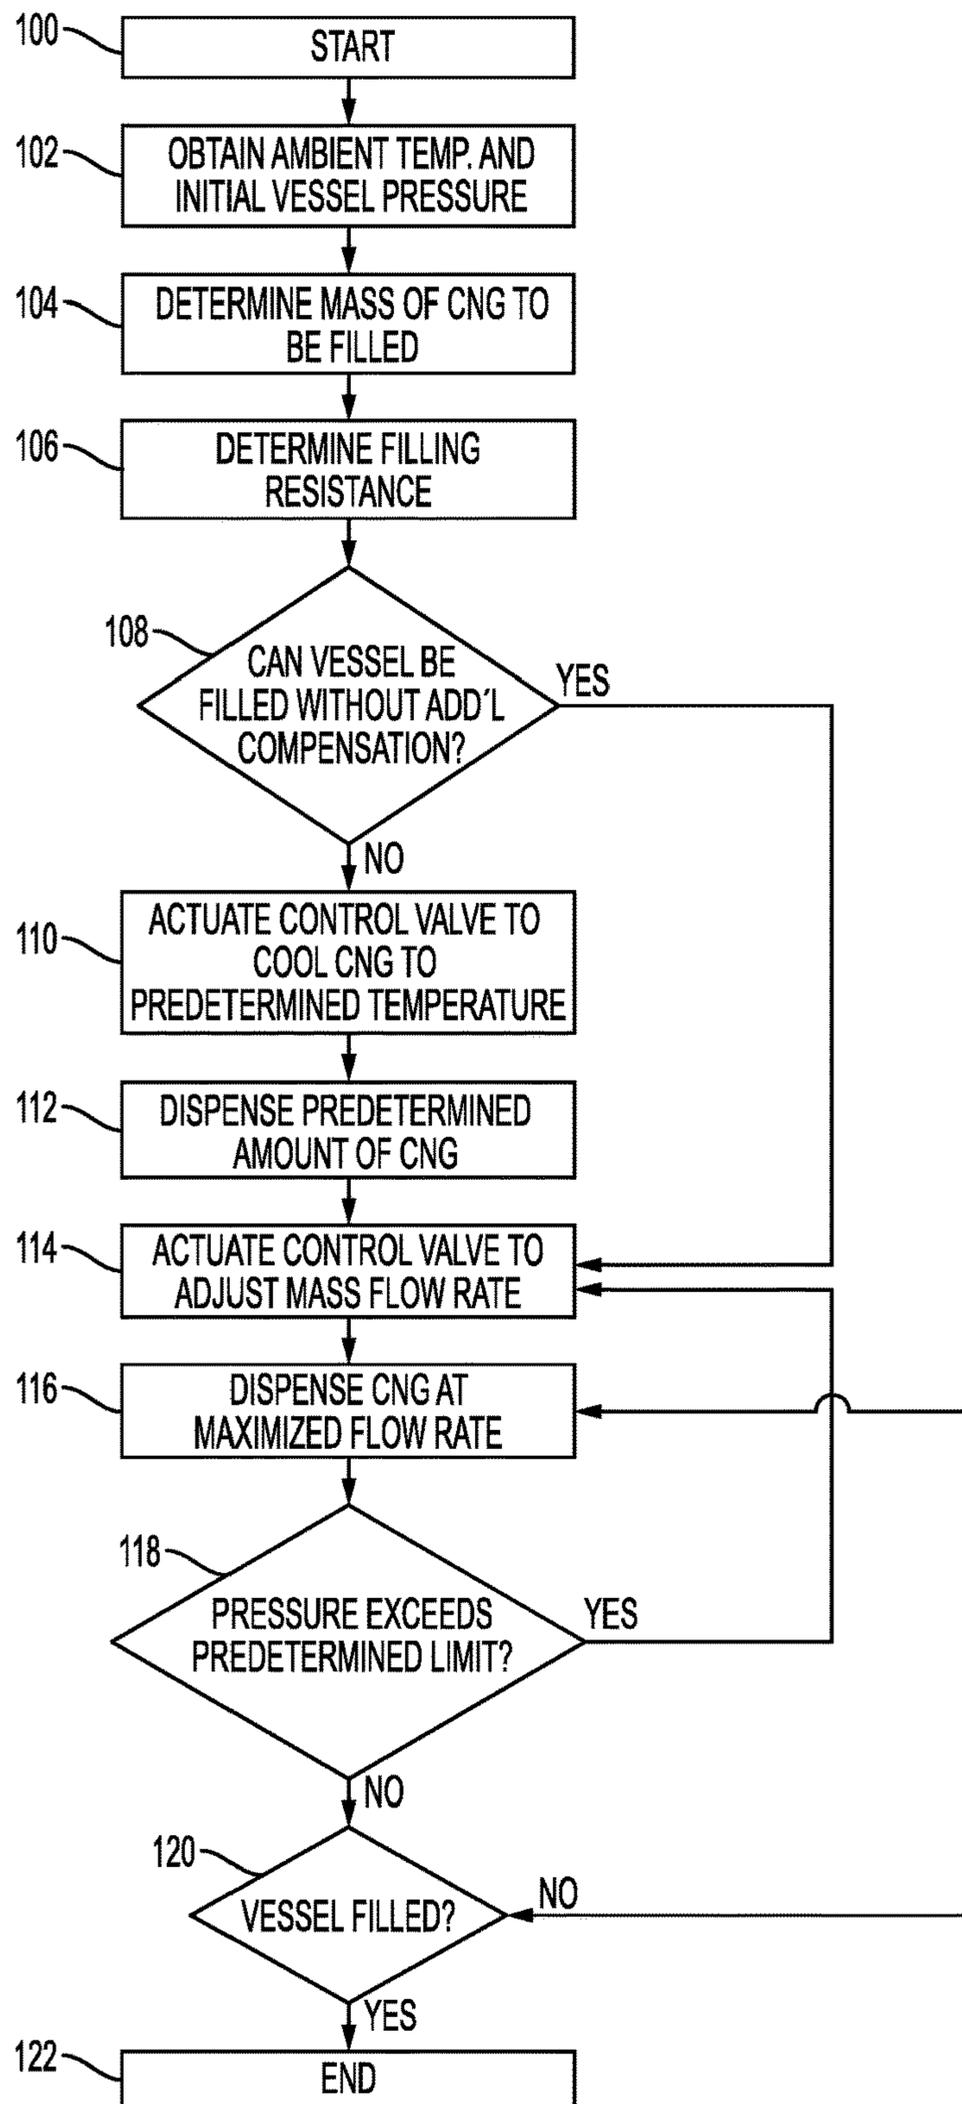 100
START
102
OBTAIN AMBIENT TEMP. AND
INITIAL VESSEL PRESSURE
104
DETERMINE MASS OF CNG TO
BE FILLED
106
DETERMINE FILLING
RESISTANCE
108
CAN VESSEL BE
FILLED WITHOUT ADD'L
COMPENSATION?
YES
NO
110
ACTUATE CONTROL VALVE TO
COOL CNG TO
PREDETERMINED TEMPERATURE
112
DISPENSE PREDETERMINED
AMOUNT OF CNG
114
ACTUATE CONTROL VALVE TO
ADJUST MASS FLOW RATE
116
DISPENSE CNG AT
MAXIMIZED FLOW RATE
118
PRESSURE EXCEEDS
PREDETERMINED LIMIT?
YES
NO
120
VESSEL FILLED?
NO
YES
122
END